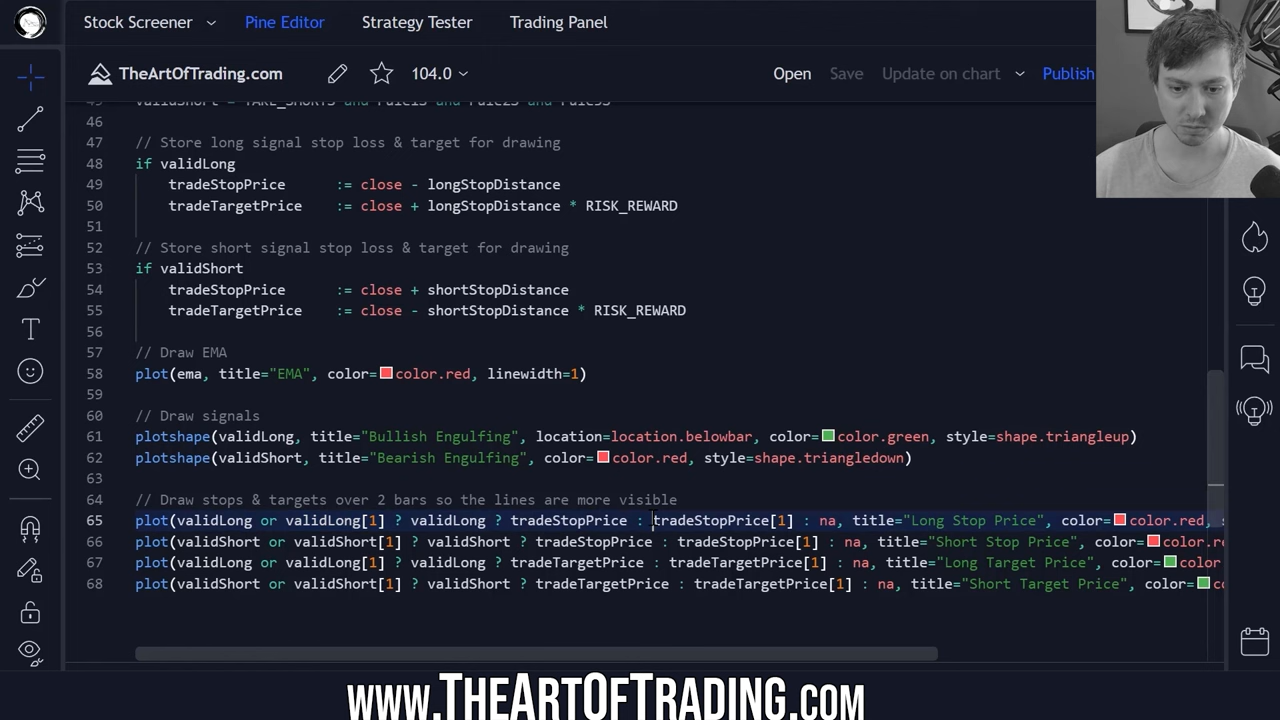 Stock Screener Pine Editor Strategy Tester Trading Panel
TheArtOfTrading.com 104.0 Open Save Update on chart Publish
46
47 // Store long signal stop loss & target for drawing
48 if validLong
49 tradeStopPrice := close - longStopDistance
50 tradeTargetPrice := close + longStopDistance * RISK_REWARD
51
52 // Store short signal stop loss & target for drawing
53 if validShort
54 tradeStopPrice := close + shortStopDistance
55 tradeTargetPrice := close - shortStopDistance * RISK_REWARD
56
57 // Draw EMA
58 plot(ema, title="EMA", color=color.red, linewidth=1)
59
60 // Draw signals
61 plotshape(validLong, title="Bullish Engulfing", location=location.belowbar, color=color.green, style=shape.triangleup)
62 plotshape(validShort, title="Bearish Engulfing", color=color.red, style=shape.triangledown)
63
64 // Draw stops & targets over 2 bars so the lines are more visible
65 plot(validLong or validLong[1] ? validLong ? tradeStopPrice : tradeStopPrice[1] : na, title="Long Stop Price", color=color.red,
66 plot(validShort or validShort[1] ? validShort ? tradeStopPrice : tradeStopPrice[1] : na, title="Short Stop Price", color=color.re
67 plot(validLong or validLong[1] ? validLong ? tradeTargetPrice : tradeTargetPrice[1] : na, title="Long Target Price", color=color
68 plot(validShort or validShort[1] ? validShort ? tradeTargetPrice : tradeTargetPrice[1] : na, title="Short Target Price", color=
www.TheArtOfTrading.com